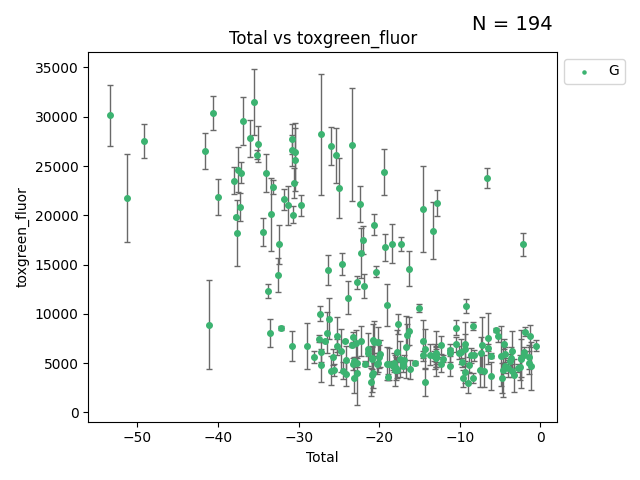 N = 194
Total vs toxgreen_fluor
G
toxgreen_fluor
35000
30000
25000
20000
15000
10000
5000
0
−50 −40 −30 −20 −10 0
Total